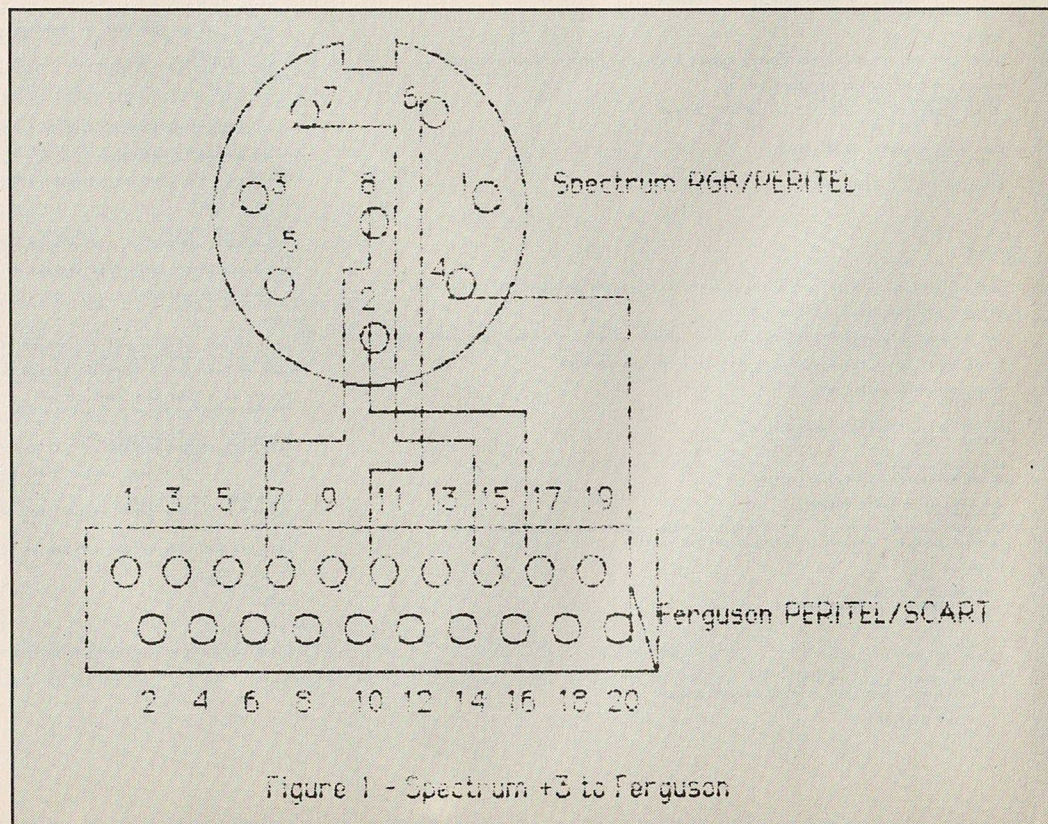 7 6
3 8 1
Spectrum RGB/PERITEL
5 4
2
1 3 5 7 9 11 13 15 17 19
Ferguson PERITEL/SCART
2 4 6 8 10 12 14 16 18 20
Figure 1 - Spectrum +3 to Ferguson